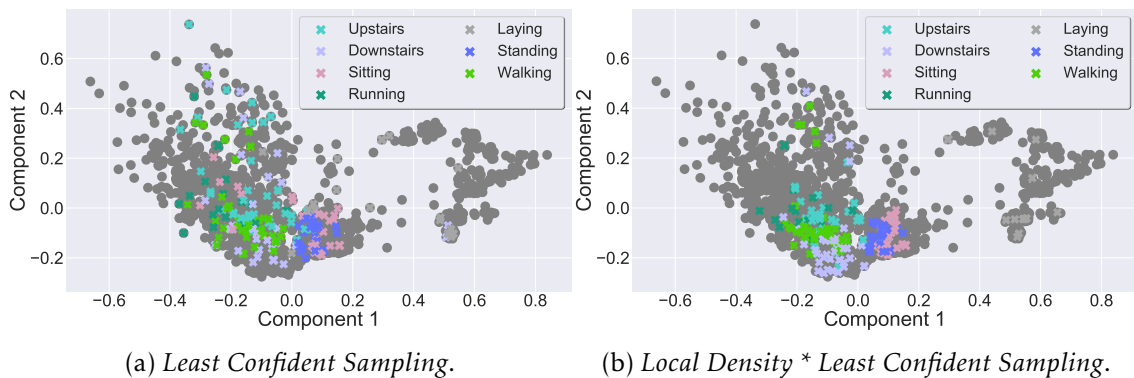 Upstairs Laying
Downstairs Standing
Sitting Walking
Running
0.6
0.4
0.2
0.0
−0.2
Component 2
−0.6 −0.4 −0.2 0.0 0.2 0.4 0.6 0.8
Component 1
(a) Least Confident Sampling.
Upstairs Laying
Downstairs Standing
Sitting Walking
Running
0.6
0.4
0.2
0.0
−0.2
Component 2
−0.6 −0.4 −0.2 0.0 0.2 0.4 0.6 0.8
Component 1
(b) Local Density * Least Confident Sampling.